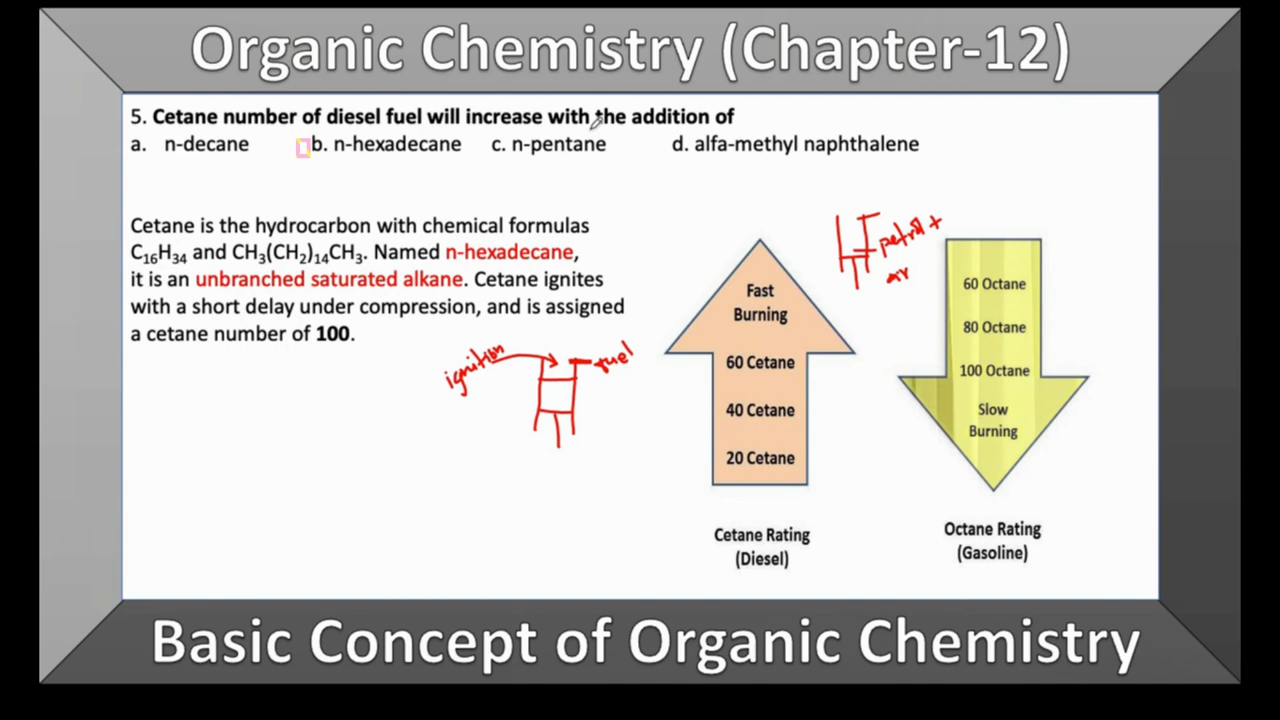 Organic Chemistry (Chapter-12)
5. Cetane number of diesel fuel will increase with the addition of
a. n-decane b. n-hexadecane c. n-pentane d. alfa-methyl naphthalene
Cetane is the hydrocarbon with chemical formulas
C₁₆H₃₄ and CH₃(CH₂)₁₄CH₃. Named n-hexadecane,
it is an unbranched saturated alkane. Cetane ignites
with a short delay under compression, and is assigned
a cetane number of 100.
ignition
fuel
petrol +
air
Fast
Burning
60 Cetane
40 Cetane
20 Cetane
Cetane Rating
(Diesel)
60 Octane
80 Octane
100 Octane
Slow
Burning
Octane Rating
(Gasoline)
Basic Concept of Organic Chemistry